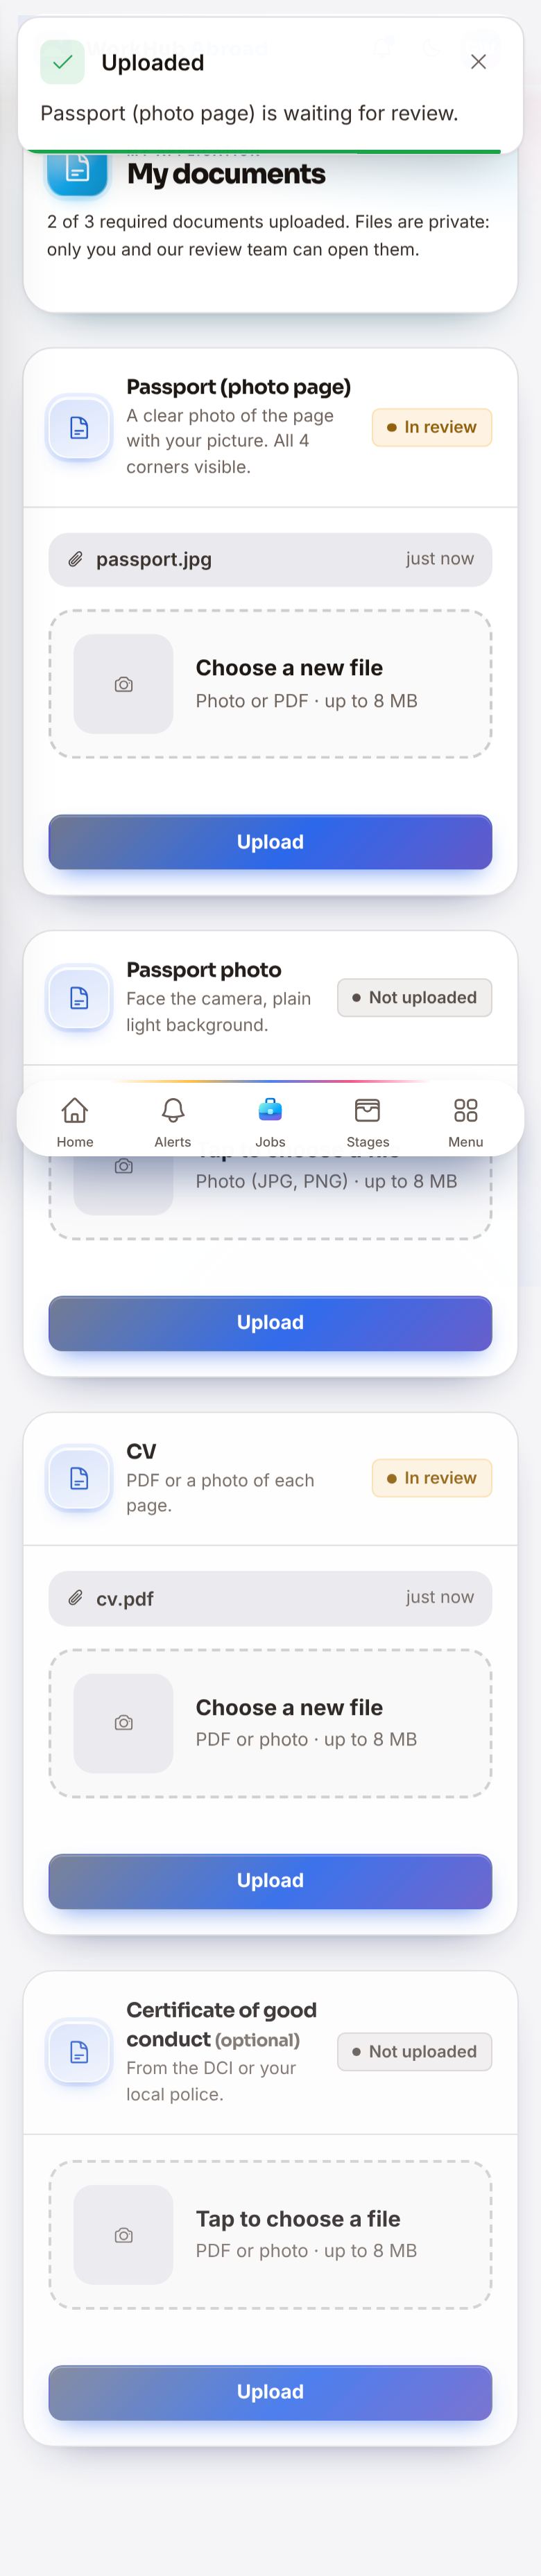 Uploaded
Passport (photo page) is waiting for review.
My documents
2 of 3 required documents uploaded. Files are private:
only you and our review team can open them.
Passport (photo page)
A clear photo of the page
with your picture. All 4
corners visible.
In review
passport.jpg
just now
Choose a new file
Photo or PDF · up to 8 MB
Upload
Passport photo
Face the camera, plain
light background.
Not uploaded
Home
Alerts
Jobs
Stages
Menu
Photo (JPG, PNG) · up to 8 MB
Upload
CV
PDF or a photo of each
page.
In review
cv.pdf
just now
Choose a new file
PDF or photo · up to 8 MB
Upload
Certificate of good
conduct (optional)
From the DCI or your
local police.
Not uploaded
Tap to choose a file
PDF or photo · up to 8 MB
Upload